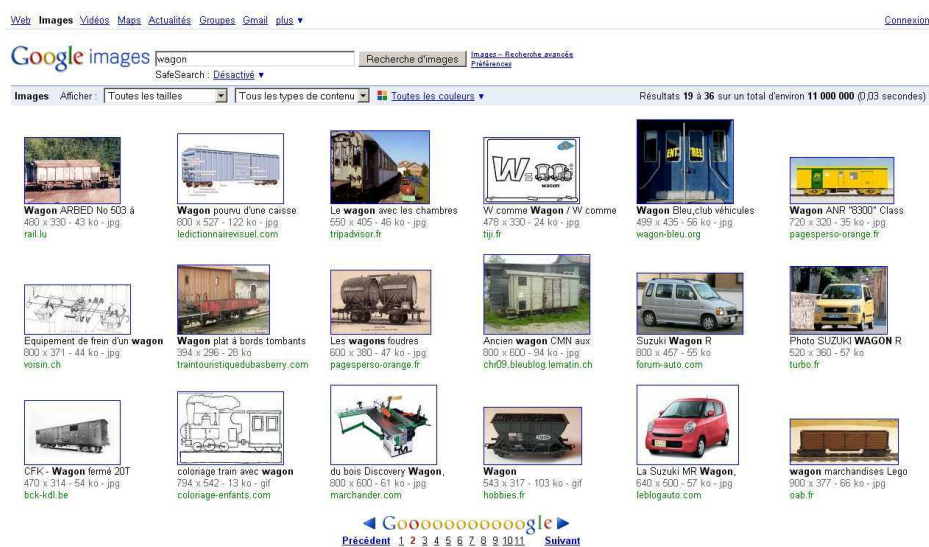 Web Images Vidéos Maps Actualités Groupes Gmail plus ▼
Connexion
Google images
wagon
Recherche d'images
Images – Recherche avancée
Préférences
SafeSearch : Désactivé ▼
Images Afficher : Toutes les tailles Tous les types de contenu Toutes les couleurs ▼
Résultats 19 à 36 sur un total d'environ 11 000 000 (0,03 secondes)
Wagon ARBED No 503 à
480 x 330 - 43 ko - jpg
rail.lu
Wagon pourvu d'une caisse
800 x 527 - 122 ko - jpg
ledictionnairevisuel.com
Le wagon avec les chambres
550 x 405 - 46 ko - jpg
tripadvisor.fr
W
wagon
W comme Wagon / W comme
478 x 330 - 24 ko - jpg
tiji.fr
Wagon Bleu,club véhicules
499 x 435 - 56 ko - jpg
wagon-bleu.org
Wagon ANR "8300" Class
720 x 320 - 35 ko - jpg
pagesperso-orange.fr
Equipement de frein d'un wagon
800 x 371 - 44 ko - jpg
voisin.ch
Wagon plat à bords tombants
394 x 296 - 28 ko
traintouristiquedubasberry.com
Les wagons foudres
600 x 380 - 47 ko - jpg
pagesperso-orange.fr
Ancien wagon CMN aux
800 x 600 - 94 ko - jpg
chr09.bleublog.lematin.ch
Suzuki Wagon R
800 x 457 - 55 ko
forum-auto.com
Photo SUZUKI WAGON R
520 x 360 - 57 ko
turbo.fr
CFK - Wagon fermé 20T
470 x 314 - 54 ko - jpg
bck-kdl.be
coloriage train avec wagon
794 x 542 - 13 ko - gif
coloriage-enfants.com
du bois Discovery Wagon,
800 x 600 - 61 ko - jpg
marchander.com
Wagon
543 x 317 - 103 ko - gif
hobbies.fr
La Suzuki MR Wagon,
640 x 500 - 57 ko - jpg
leblogauto.com
wagon marchandises Lego
900 x 377 - 66 ko - jpg
oab.fr
Goooooooooogle
Précédent 1 2 3 4 5 6 7 8 9 10 11 Suivant